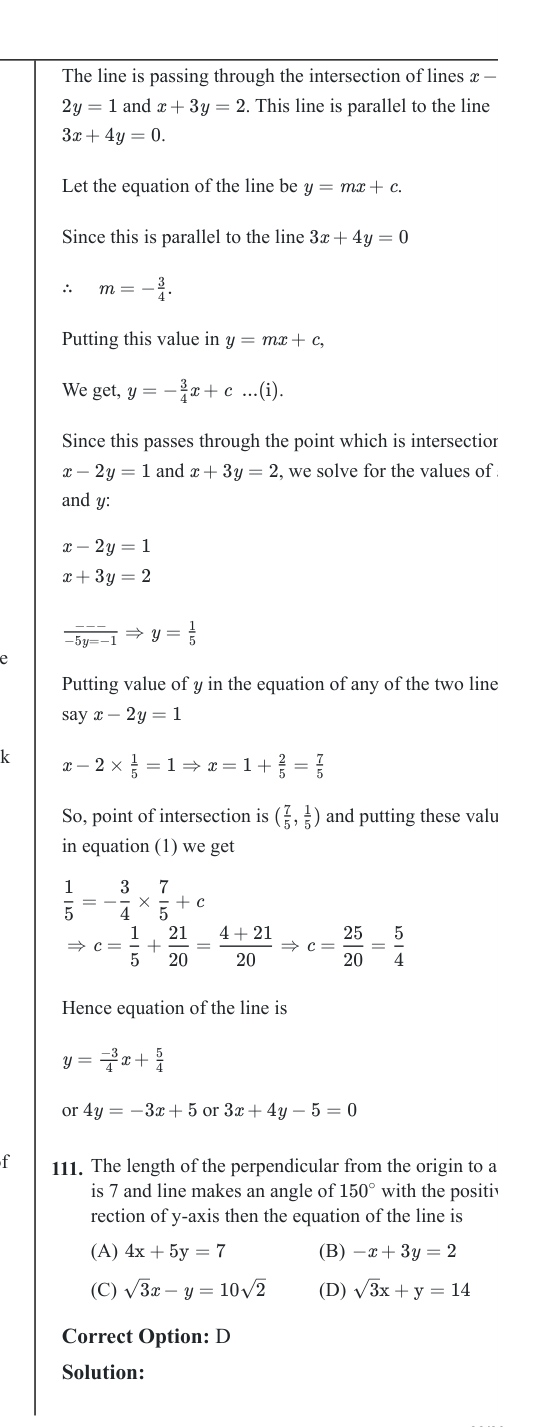 The line is passing through the intersection of lines x −
2y = 1 and x + 3y = 2. This line is parallel to the line
3x + 4y = 0.
Let the equation of the line be y = mx + c.
Since this is parallel to the line 3x + 4y = 0
∴ m = −3/4.
Putting this value in y = mx + c,
We get, y = −3/4x + c ...(i).
Since this passes through the point which is intersection
x − 2y = 1 and x + 3y = 2, we solve for the values of
and y:
x − 2y = 1
x + 3y = 2
−−−/−5y=−1 ⇒ y = 1/5
e
Putting value of y in the equation of any of the two line
say x − 2y = 1
k
x − 2 × 1/5 = 1 ⇒ x = 1 + 2/5 = 7/5
So, point of intersection is (7/5, 1/5) and putting these valu
in equation (1) we get
1/5 = −3/4 × 7/5 + c
⇒ c = 1/5 + 21/20 = (4 + 21)/20 ⇒ c = 25/20 = 5/4
Hence equation of the line is
y = −3/4 x + 5/4
or 4y = −3x + 5 or 3x + 4y − 5 = 0
of
111. The length of the perpendicular from the origin to a
is 7 and line makes an angle of 150° with the positiv
rection of y-axis then the equation of the line is
(A) 4x + 5y = 7 (B) −x + 3y = 2
(C) √3x − y = 10√2 (D) √3x + y = 14
Correct Option: D
Solution: